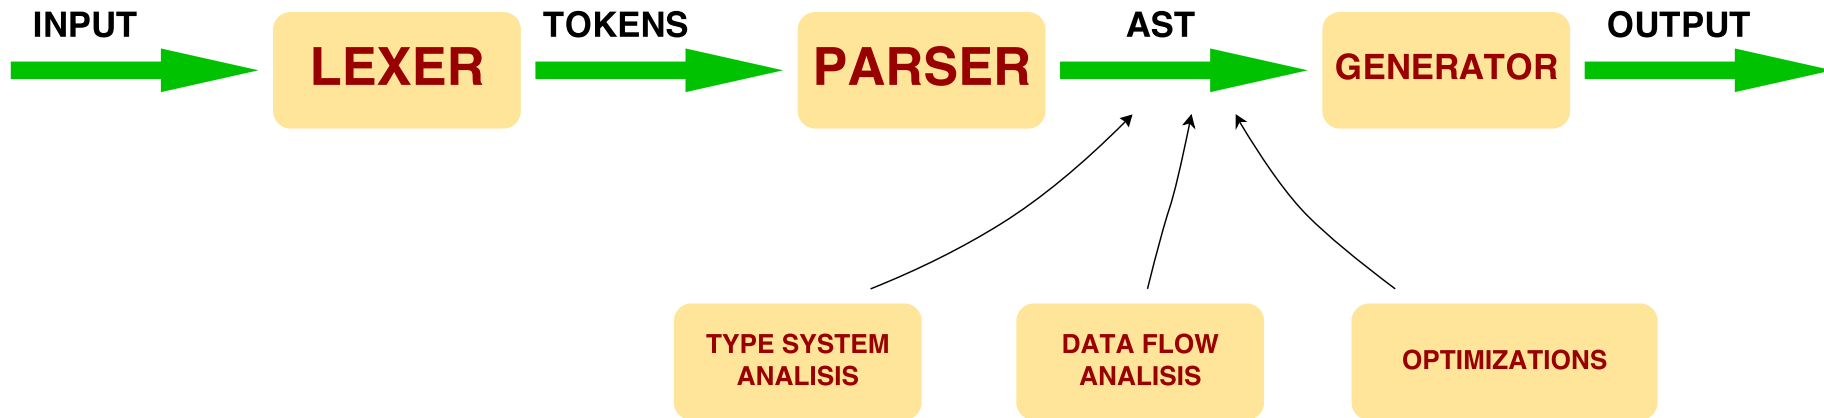 INPUT
LEXER
TOKENS
PARSER
AST
GENERATOR
OUTPUT
TYPE SYSTEM
ANALISIS
DATA FLOW
ANALISIS
OPTIMIZATIONS